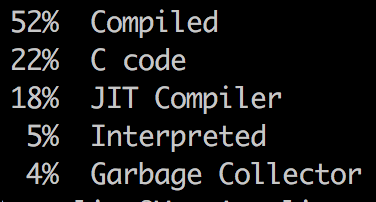 52% Compiled
22% C code
18% JIT Compiler
5% Interpreted
4% Garbage Collector